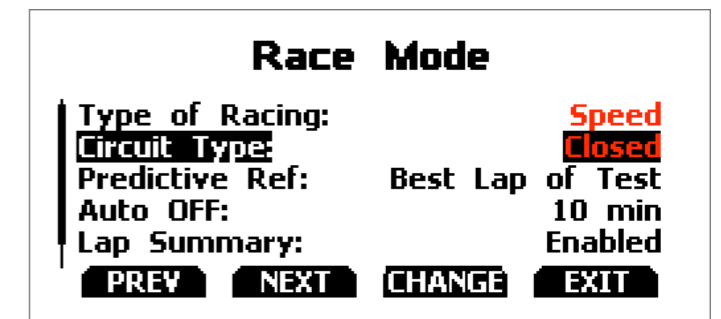 Race Mode
Type of Racing: Speed
Circuit Type: Closed
Predictive Ref: Best Lap of Test
Auto OFF: 10 min
Lap Summary: Enabled
PREV NEXT CHANGE EXIT